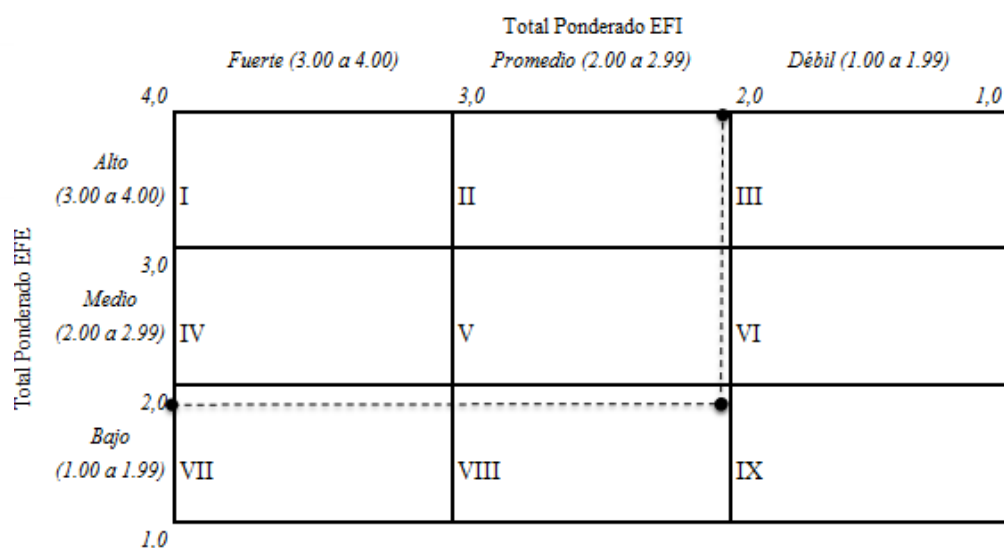 Total Ponderado EFI
Fuerte (3.00 a 4.00) Promedio (2.00 a 2.99) Débil (1.00 a 1.99)
4,0 3,0 2,0 1,0
Alto
(3.00 a 4.00) I II III
3,0
Medio
(2.00 a 2.99) IV V VI
2,0
Bajo
(1.00 a 1.99) VII VIII IX
1.0
Total Ponderado EFE